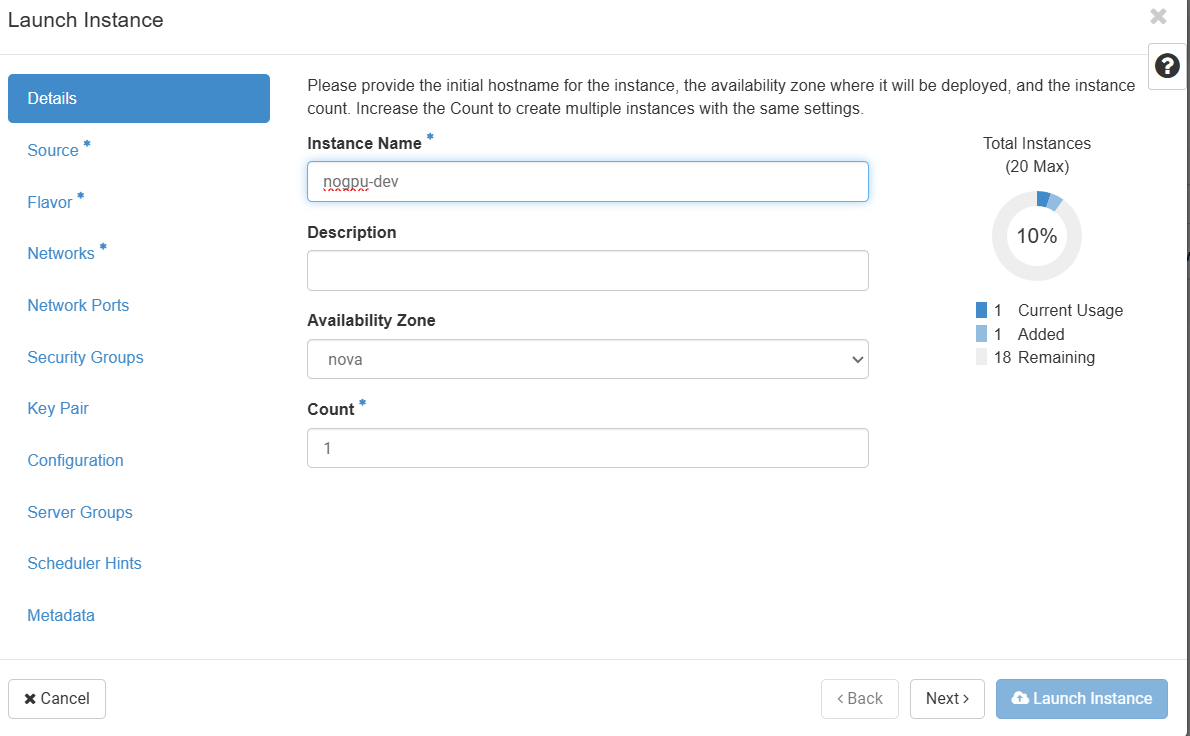 Launch Instance
Details
Source *
Flavor *
Networks *
Network Ports
Security Groups
Key Pair
Configuration
Server Groups
Scheduler Hints
Metadata
Please provide the initial hostname for the instance, the availability zone where it will be deployed, and the instance
count. Increase the Count to create multiple instances with the same settings.
Instance Name *
nogpu-dev
Description
Availability Zone
nova
Count *
1
Total Instances
(20 Max)
10%
1 Current Usage
1 Added
18 Remaining
Cancel
< Back
Next >
Launch Instance